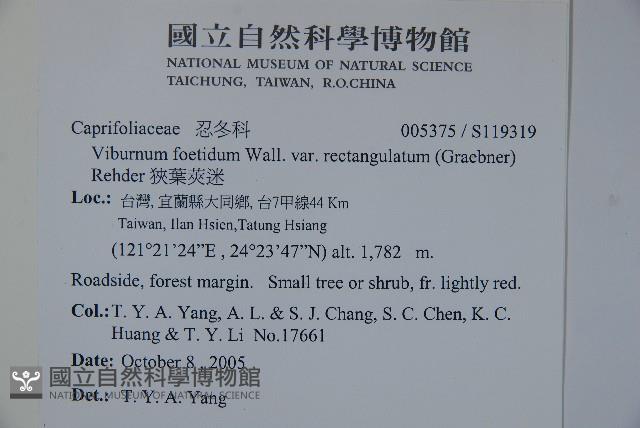 國立自然科學博物館
NATIONAL MUSEUM OF NATURAL SCIENCE
TAICHUNG, TAIWAN, R.O.CHINA
Caprifoliaceae 忍冬科 005375 / S119319
Viburnum foetidum Wall. var. rectangulatum (Graebner)
Rehder 狹葉莢迷
Loc.: 台灣, 宜蘭縣大同鄉, 台7甲線44 Km
Taiwan, Ilan Hsien,Tatung Hsiang
(121°21’24”E , 24°23’47”N) alt. 1,782 m.
Roadside, forest margin. Small tree or shrub, fr. lightly red.
Col.: T. Y. A. Yang, A. L. & S. J. Chang, S. C. Chen, K. C.
Huang & T. Y. Li No.17661
Date: October 8, 2005
國立自然科學博物館
NATIONAL MUSEUM OF NATURAL SCIENCE
Det.: T. Y. A. Yang